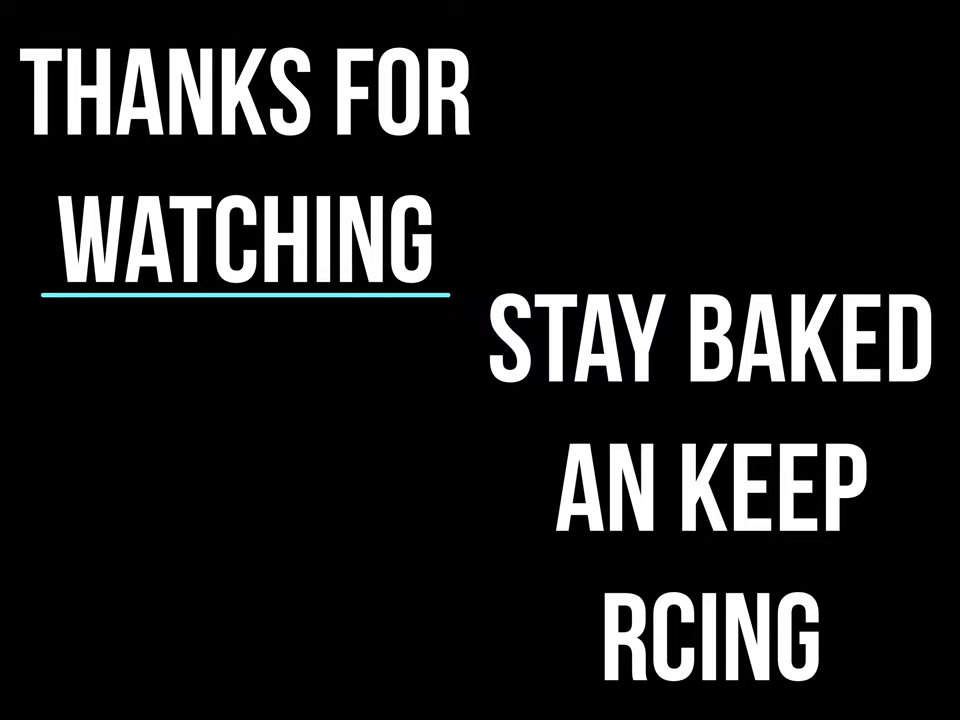 THANKS FOR
WATCHING
STAY BAKED
AN KEEP
RCING